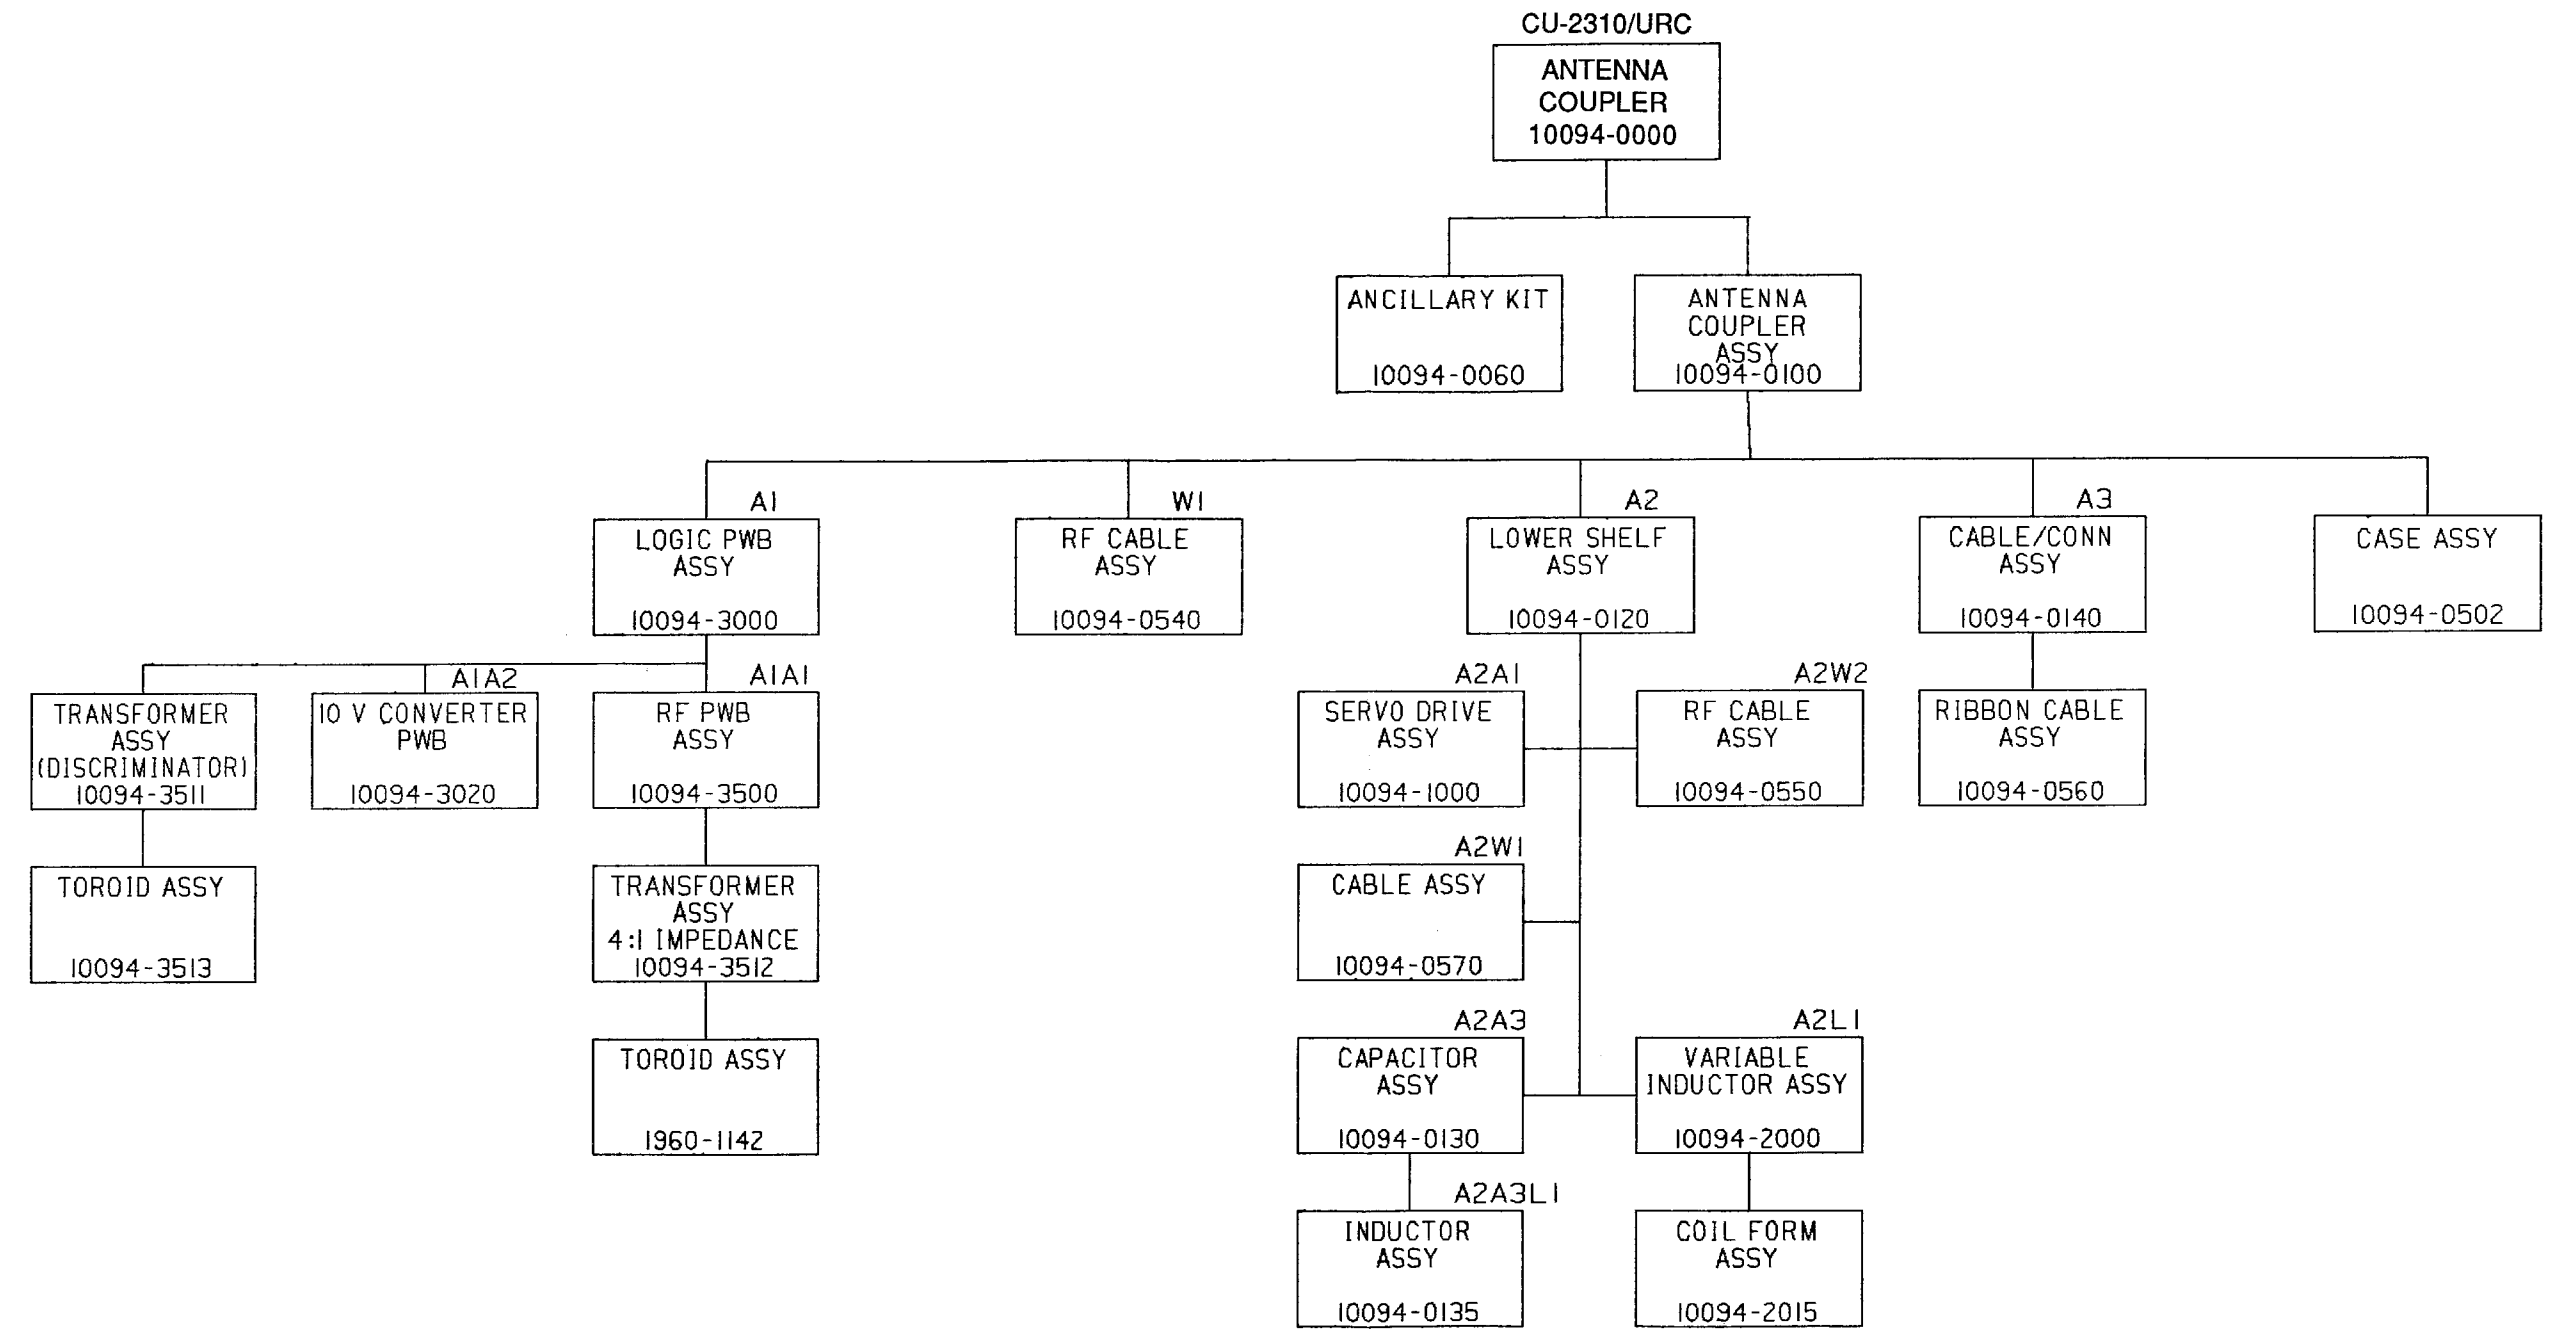 CU-2310/URC
ANTENNA
COUPLER
10094-0000
ANCILLARY KIT
10094-0060
ANTENNA
COUPLER
ASSY
10094-0100
A1
LOGIC PWB
ASSY
10094-3000
W1
RF CABLE
ASSY
10094-0540
A2
LOWER SHELF
ASSY
10094-0120
A3
CABLE/CONN
ASSY
10094-0140
CASE ASSY
10094-0502
TRANSFORMER
ASSY
(DISCRIMINATOR)
10094-3511
A1A2
10 V CONVERTER
PWB
10094-3020
A1A1
RF PWB
ASSY
10094-3500
A2A1
SERVO DRIVE
ASSY
10094-1000
A2W2
RF CABLE
ASSY
10094-0550
RIBBON CABLE
ASSY
10094-0560
TOROID ASSY
10094-3513
TRANSFORMER
ASSY
4:1 IMPEDANCE
10094-3512
A2W1
CABLE ASSY
10094-0570
TOROID ASSY
1960-1142
A2A3
CAPACITOR
ASSY
10094-0130
A2L1
VARIABLE
INDUCTOR ASSY
10094-2000
A2A3L1
INDUCTOR
ASSY
10094-0135
COIL FORM
ASSY
10094-2015